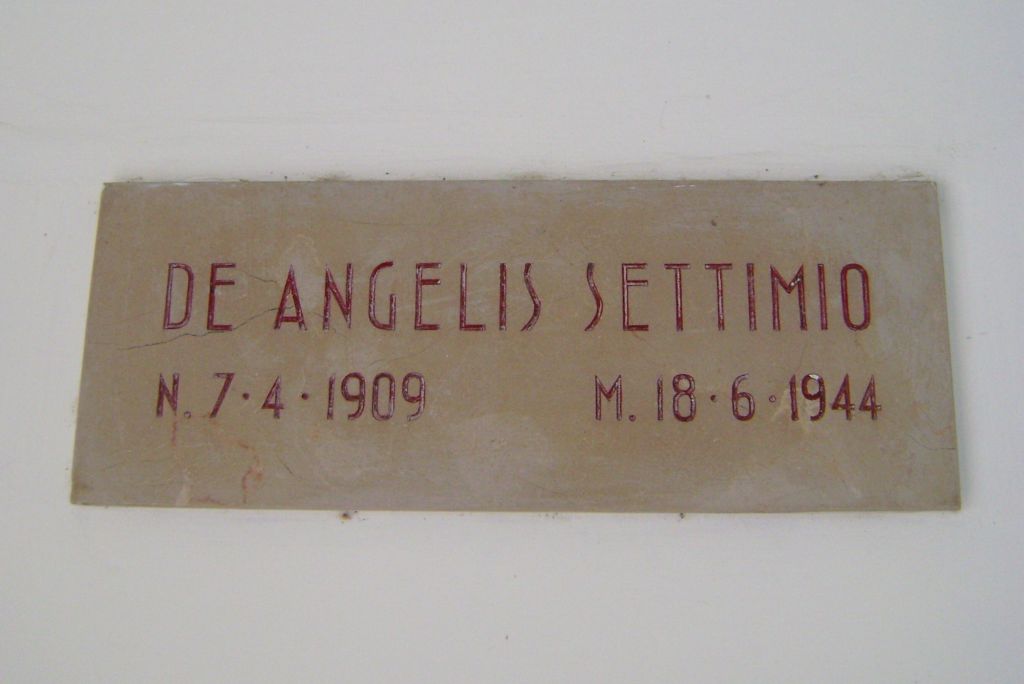 DE ANGELIS SETTIMIO
N. 7·4·1909 M. 18·6·1944